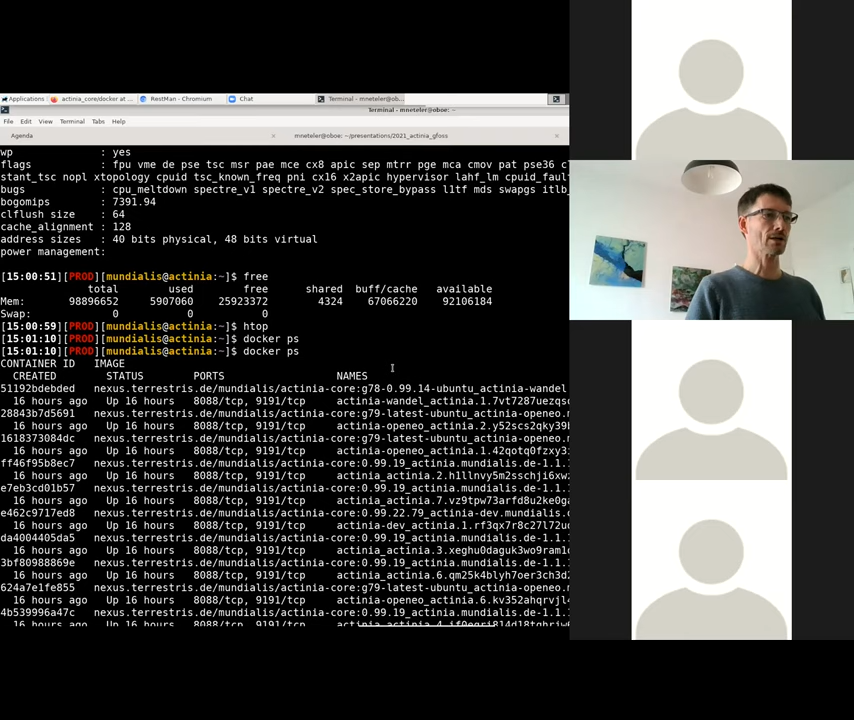 Applications
actinia_core/docker at ...
RestMan - Chromium
Chat
Terminal - mneteler@ob...
Terminal - mneteler@oboe: ~
File Edit View Terminal Tabs Help
Agenda
mneteler@oboe: ~/presentations/2021_actinia_gfoss
wp : yes
flags : fpu vme de pse tsc msr pae mce cx8 apic sep mtrr pge mca cmov pat pse36 c
stant_tsc nopl xtopology cpuid tsc_known_freq pni cx16 x2apic hypervisor lahf_lm cpuid_faul
bugs : cpu_meltdown spectre_v1 spectre_v2 spec_store_bypass l1tf mds swapgs itlb_
bogomips : 7391.94
clflush size : 64
cache_alignment : 128
address sizes : 40 bits physical, 48 bits virtual
power management:
[15:00:51][PROD][mundialis@actinia:~]$ free
total used free shared buff/cache available
Mem: 98896652 5907060 25923372 4324 67066220 92106184
Swap: 0 0 0
[15:00:59][PROD][mundialis@actinia:~]$ htop
[15:01:10][PROD][mundialis@actinia:~]$ docker ps
[15:01:10][PROD][mundialis@actinia:~]$ docker ps
CONTAINER ID IMAGE
CREATED STATUS PORTS NAMES
51192bdebded nexus.terrestris.de/mundialis/actinia-core:g78-0.99.14-ubuntu_actinia-wandel
16 hours ago Up 16 hours 8088/tcp, 9191/tcp actinia-wandel_actinia.1.7vt7287uezqs
28843b7d5691 nexus.terrestris.de/mundialis/actinia-core:g79-latest-ubuntu_actinia-openeo.
16 hours ago Up 16 hours 8088/tcp, 9191/tcp actinia-openeo_actinia.2.y52scs2qky39
1618373084dc nexus.terrestris.de/mundialis/actinia-core:g79-latest-ubuntu_actinia-openeo.
16 hours ago Up 16 hours 8088/tcp, 9191/tcp actinia-openeo_actinia.1.42qotq0fzxy3
ff46f95b8ec7 nexus.terrestris.de/mundialis/actinia-core:0.99.19_actinia.mundialis.de-1.1.
16 hours ago Up 16 hours 8088/tcp, 9191/tcp actinia_actinia.2.h1llnvy5m2sschji6xw
e7eb3cd01b57 nexus.terrestris.de/mundialis/actinia-core:0.99.19_actinia.mundialis.de-1.1.
16 hours ago Up 16 hours 8088/tcp, 9191/tcp actinia_actinia.7.vz9tpw73arfd8u2ke0g
e462c9717ed8 nexus.terrestris.de/mundialis/actinia-core:0.99.22.79_actinia-dev.mundialis.
16 hours ago Up 16 hours 8088/tcp, 9191/tcp actinia-dev_actinia.1.rf3qx7r8c27l72u
da4004405da5 nexus.terrestris.de/mundialis/actinia-core:0.99.19_actinia.mundialis.de-1.1.
16 hours ago Up 16 hours 8088/tcp, 9191/tcp actinia_actinia.3.xeghu0daguk3wo9ram1
3bf80988869e nexus.terrestris.de/mundialis/actinia-core:0.99.19_actinia.mundialis.de-1.1.
16 hours ago Up 16 hours 8088/tcp, 9191/tcp actinia_actinia.6.qm25k4blyh7oer3ch3d
624a7e1fe855 nexus.terrestris.de/mundialis/actinia-core:g79-latest-ubuntu_actinia-openeo.
16 hours ago Up 16 hours 8088/tcp, 9191/tcp actinia-openeo_actinia.6.kv352ahqrvjl
4b539996a47c nexus.terrestris.de/mundialis/actinia-core:0.99.19_actinia.mundialis.de-1.1.
16 hours ago Up 16 hours 8088/tcp, 9191/tcp